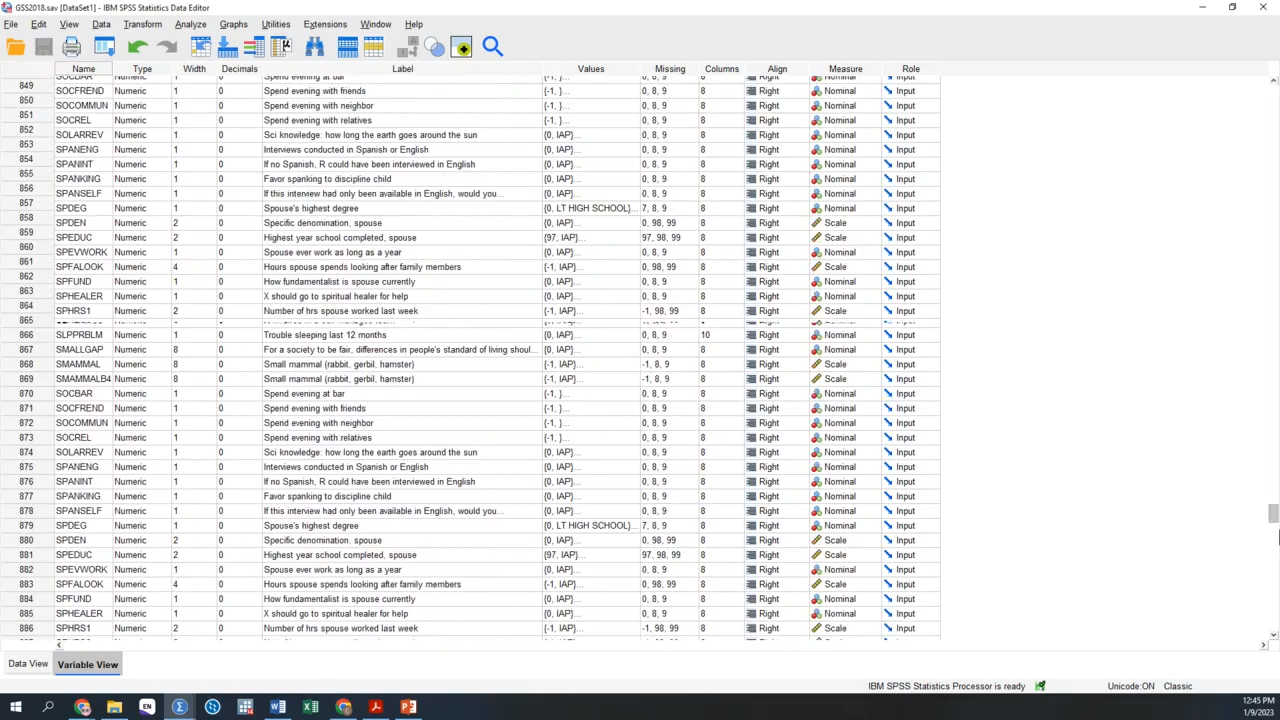 GSS2018.sav [DataSet1] - IBM SPSS Statistics Data Editor
File Edit View Data Transform Analyze Graphs Utilities Extensions Window Help
Name Type Width Decimals Label Values Missing Columns Align Measure Role
849 SOCBAR Numeric 1 0 Spend evening at bar {-1, }... 0, 8, 9 8 Right Nominal Input
850 SOCFREND Numeric 1 0 Spend evening with friends {-1, }... 0, 8, 9 8 Right Nominal Input
851 SOCOMMUN Numeric 1 0 Spend evening with neighbor {-1, }... 0, 8, 9 8 Right Nominal Input
852 SOCREL Numeric 1 0 Spend evening with relatives {-1, }... 0, 8, 9 8 Right Nominal Input
853 SOLARREV Numeric 1 0 Sci knowledge: how long the earth goes around the sun {0, IAP}... 0, 8, 9 8 Right Nominal Input
854 SPANENG Numeric 1 0 Interviews conducted in Spanish or English {0, IAP}... 0, 8, 9 8 Right Nominal Input
855 SPANINT Numeric 1 0 If no Spanish, R could have been interviewed in English {0, IAP}... 0, 8, 9 8 Right Nominal Input
856 SPANKING Numeric 1 0 Favor spanking to discipline child {0, IAP}... 0, 8, 9 8 Right Nominal Input
857 SPANSELF Numeric 1 0 If this interview had only been available in English, would you... {0, IAP}... 0, 8, 9 8 Right Nominal Input
858 SPDEG Numeric 1 0 Spouse's highest degree {0, LT HIGH SCHOOL}... 7, 8, 9 8 Right Nominal Input
859 SPDEN Numeric 2 0 Specific denomination, spouse {0, IAP}... 0, 98, 99 8 Right Scale Input
860 SPEDUC Numeric 2 0 Highest year school completed, spouse {97, IAP}... 97, 98, 99 8 Right Scale Input
861 SPEVWORK Numeric 1 0 Spouse ever work as long as a year {0, IAP}... 0, 8, 9 8 Right Nominal Input
862 SPFALOOK Numeric 4 0 Hours spouse spends looking after family members {-1, IAP}... 0, 98, 99 8 Right Scale Input
863 SPFUND Numeric 1 0 How fundamentalist is spouse currently {0, IAP}... 0, 8, 9 8 Right Nominal Input
864 SPHEALER Numeric 1 0 X should go to spiritual healer for help {0, IAP}... 0, 8, 9 8 Right Nominal Input
865 SPHRS1 Numeric 2 0 Number of hrs spouse worked last week {-1, IAP}... -1, 98, 99 8 Right Scale Input
866 SLPPRBLM Numeric 1 0 Trouble sleeping last 12 months {0, IAP}... 0, 8, 9 10 Right Nominal Input
867 SMALLGAP Numeric 8 0 For a society to be fair, differences in people's standard of living shoul... {0, IAP}... 0, 8, 9 8 Right Nominal Input
868 SMAMMAL Numeric 8 0 Small mammal (rabbit, gerbil, hamster) {-1, IAP}... -1, 8, 9 8 Right Scale Input
869 SMAMMALB4 Numeric 8 0 Small mammal (rabbit, gerbil, hamster) {-1, IAP}... -1, 8, 9 8 Right Scale Input
870 SOCBAR Numeric 1 0 Spend evening at bar {-1, }... 0, 8, 9 8 Right Nominal Input
871 SOCFREND Numeric 1 0 Spend evening with friends {-1, }... 0, 8, 9 8 Right Nominal Input
872 SOCOMMUN Numeric 1 0 Spend evening with neighbor {-1, }... 0, 8, 9 8 Right Nominal Input
873 SOCREL Numeric 1 0 Spend evening with relatives {-1, }... 0, 8, 9 8 Right Nominal Input
874 SOLARREV Numeric 1 0 Sci knowledge: how long the earth goes around the sun {0, IAP}... 0, 8, 9 8 Right Nominal Input
875 SPANENG Numeric 1 0 Interviews conducted in Spanish or English {0, IAP}... 0, 8, 9 8 Right Nominal Input
876 SPANINT Numeric 1 0 If no Spanish, R could have been interviewed in English {0, IAP}... 0, 8, 9 8 Right Nominal Input
877 SPANKING Numeric 1 0 Favor spanking to discipline child {0, IAP}... 0, 8, 9 8 Right Nominal Input
878 SPANSELF Numeric 1 0 If this interview had only been available in English, would you... {0, IAP}... 0, 8, 9 8 Right Nominal Input
879 SPDEG Numeric 1 0 Spouse's highest degree {0, LT HIGH SCHOOL}... 7, 8, 9 8 Right Nominal Input
880 SPDEN Numeric 2 0 Specific denomination, spouse {0, IAP}... 0, 98, 99 8 Right Scale Input
881 SPEDUC Numeric 2 0 Highest year school completed, spouse {97, IAP}... 97, 98, 99 8 Right Scale Input
882 SPEVWORK Numeric 1 0 Spouse ever work as long as a year {0, IAP}... 0, 8, 9 8 Right Nominal Input
883 SPFALOOK Numeric 4 0 Hours spouse spends looking after family members {-1, IAP}... 0, 98, 99 8 Right Scale Input
884 SPFUND Numeric 1 0 How fundamentalist is spouse currently {0, IAP}... 0, 8, 9 8 Right Nominal Input
885 SPHEALER Numeric 1 0 X should go to spiritual healer for help {0, IAP}... 0, 8, 9 8 Right Nominal Input
886 SPHRS1 Numeric 2 0 Number of hrs spouse worked last week {-1, IAP}... -1, 98, 99 8 Right Scale Input
Data View Variable View
IBM SPSS Statistics Processor is ready Unicode:ON Classic
EN
12:45 PM
1/9/2023